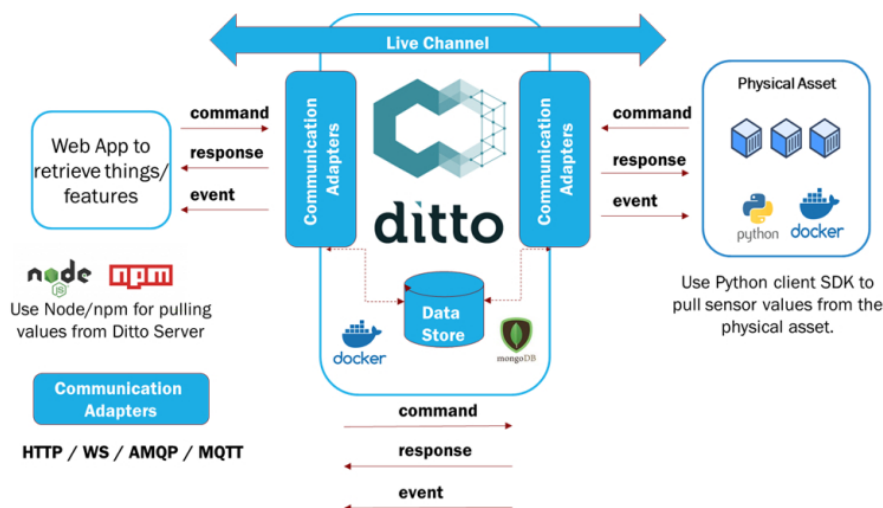 Live Channel
Communication
Adapters
ditto
Communication
Adapters
Data
Store
docker
mongoDB
command
response
event
Web App to
retrieve things/
features
node
JS
npm
Use Node/npm for pulling
values from Ditto Server
Communication
Adapters
HTTP / WS / AMQP / MQTT
command
response
event
Physical Asset
python
docker
Use Python client SDK to
pull sensor values from the
physical asset.
command
response
event